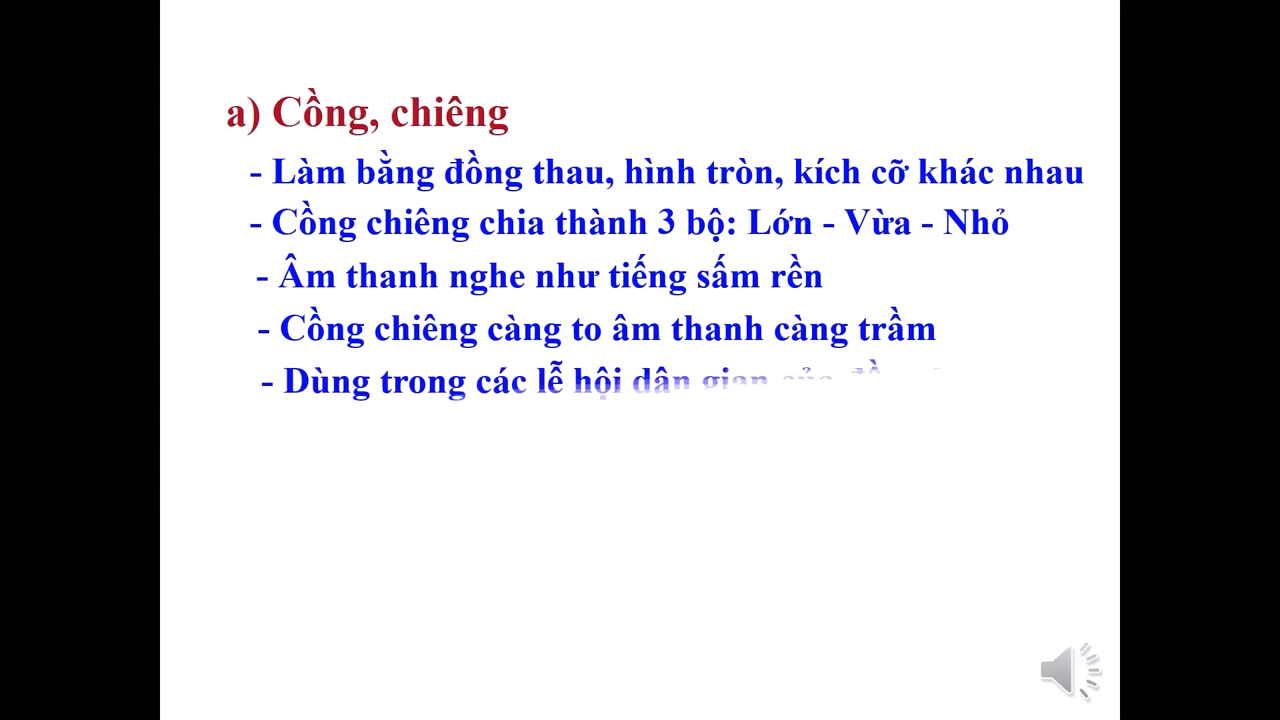 a) Cồng, chiêng
- Làm bằng đồng thau, hình tròn, kích cỡ khác nhau
- Cồng chiêng chia thành 3 bộ: Lớn - Vừa - Nhỏ
- Âm thanh nghe như tiếng sấm rền
- Cồng chiêng càng to âm thanh càng trầm
- Dùng trong các lễ hội dân gian của